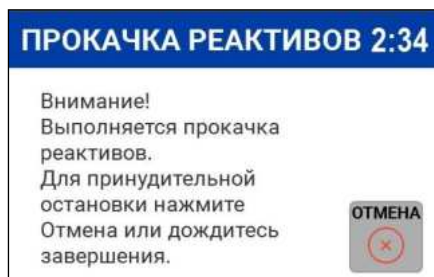 ПРОКАЧКА РЕАКТИВОВ 2:34
Внимание!
Выполняется прокачка
реактивов.
Для принудительной
остановки нажмите
Отмена или дождитесь
завершения.
ОТМЕНА